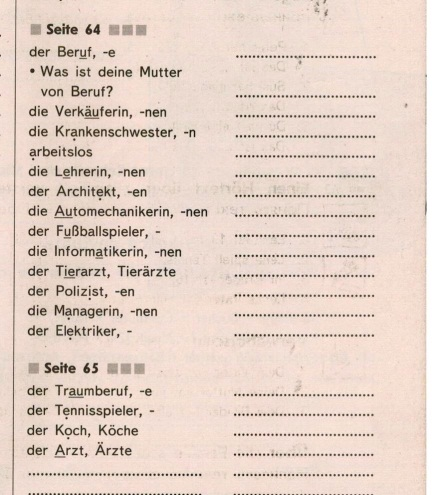 Seite 64
der Beruf, -e
• Was ist deine Mutter
von Beruf?
die Verkäuferin, -nen
die Krankenschwester, -n
arbeitslos
die Lehrerin, -nen
der Architekt, -en
die Automechanikerin, -nen
der Fußballspieler, -
die Informatikerin, -nen
der Tierarzt, Tierärzte
der Polizist, -en
die Managerin, -nen
der Elektriker, -
Seite 65
der Traumberuf, -e
der Tennisspieler, -
der Koch, Köche
der Arzt, Ärzte